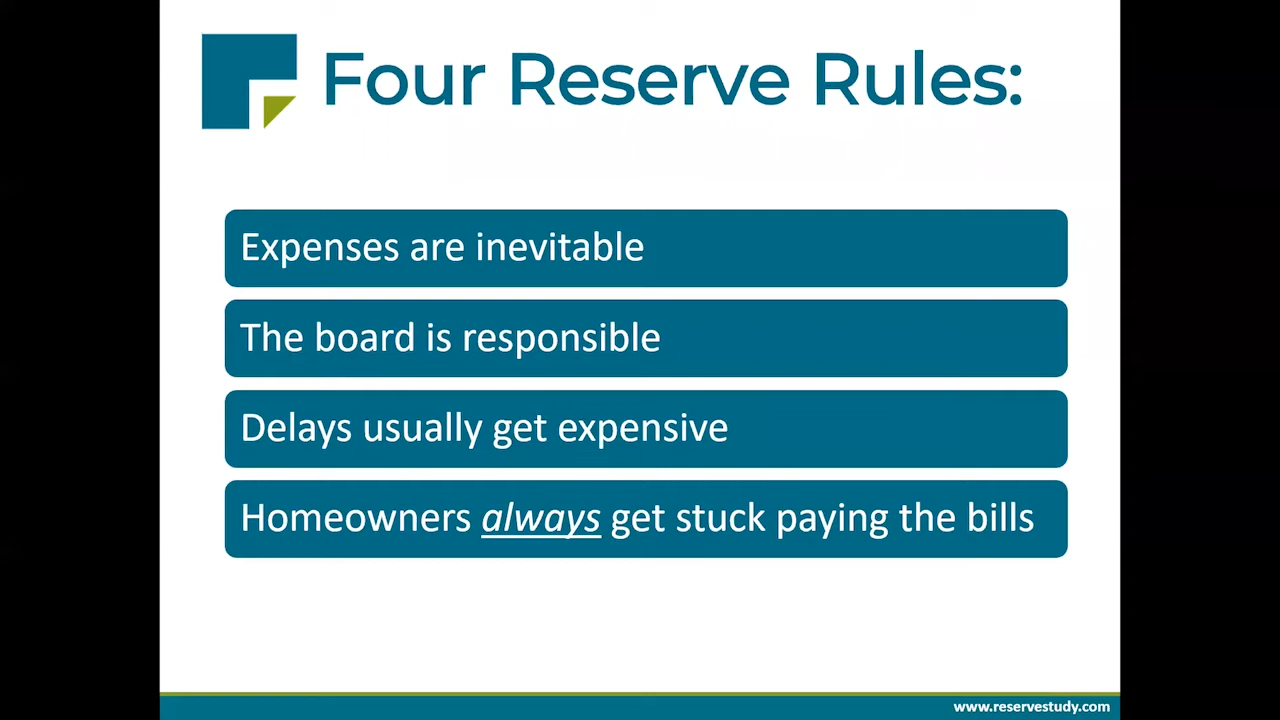 Four Reserve Rules:
Expenses are inevitable
The board is responsible
Delays usually get expensive
Homeowners always get stuck paying the bills
www.reservestudy.com